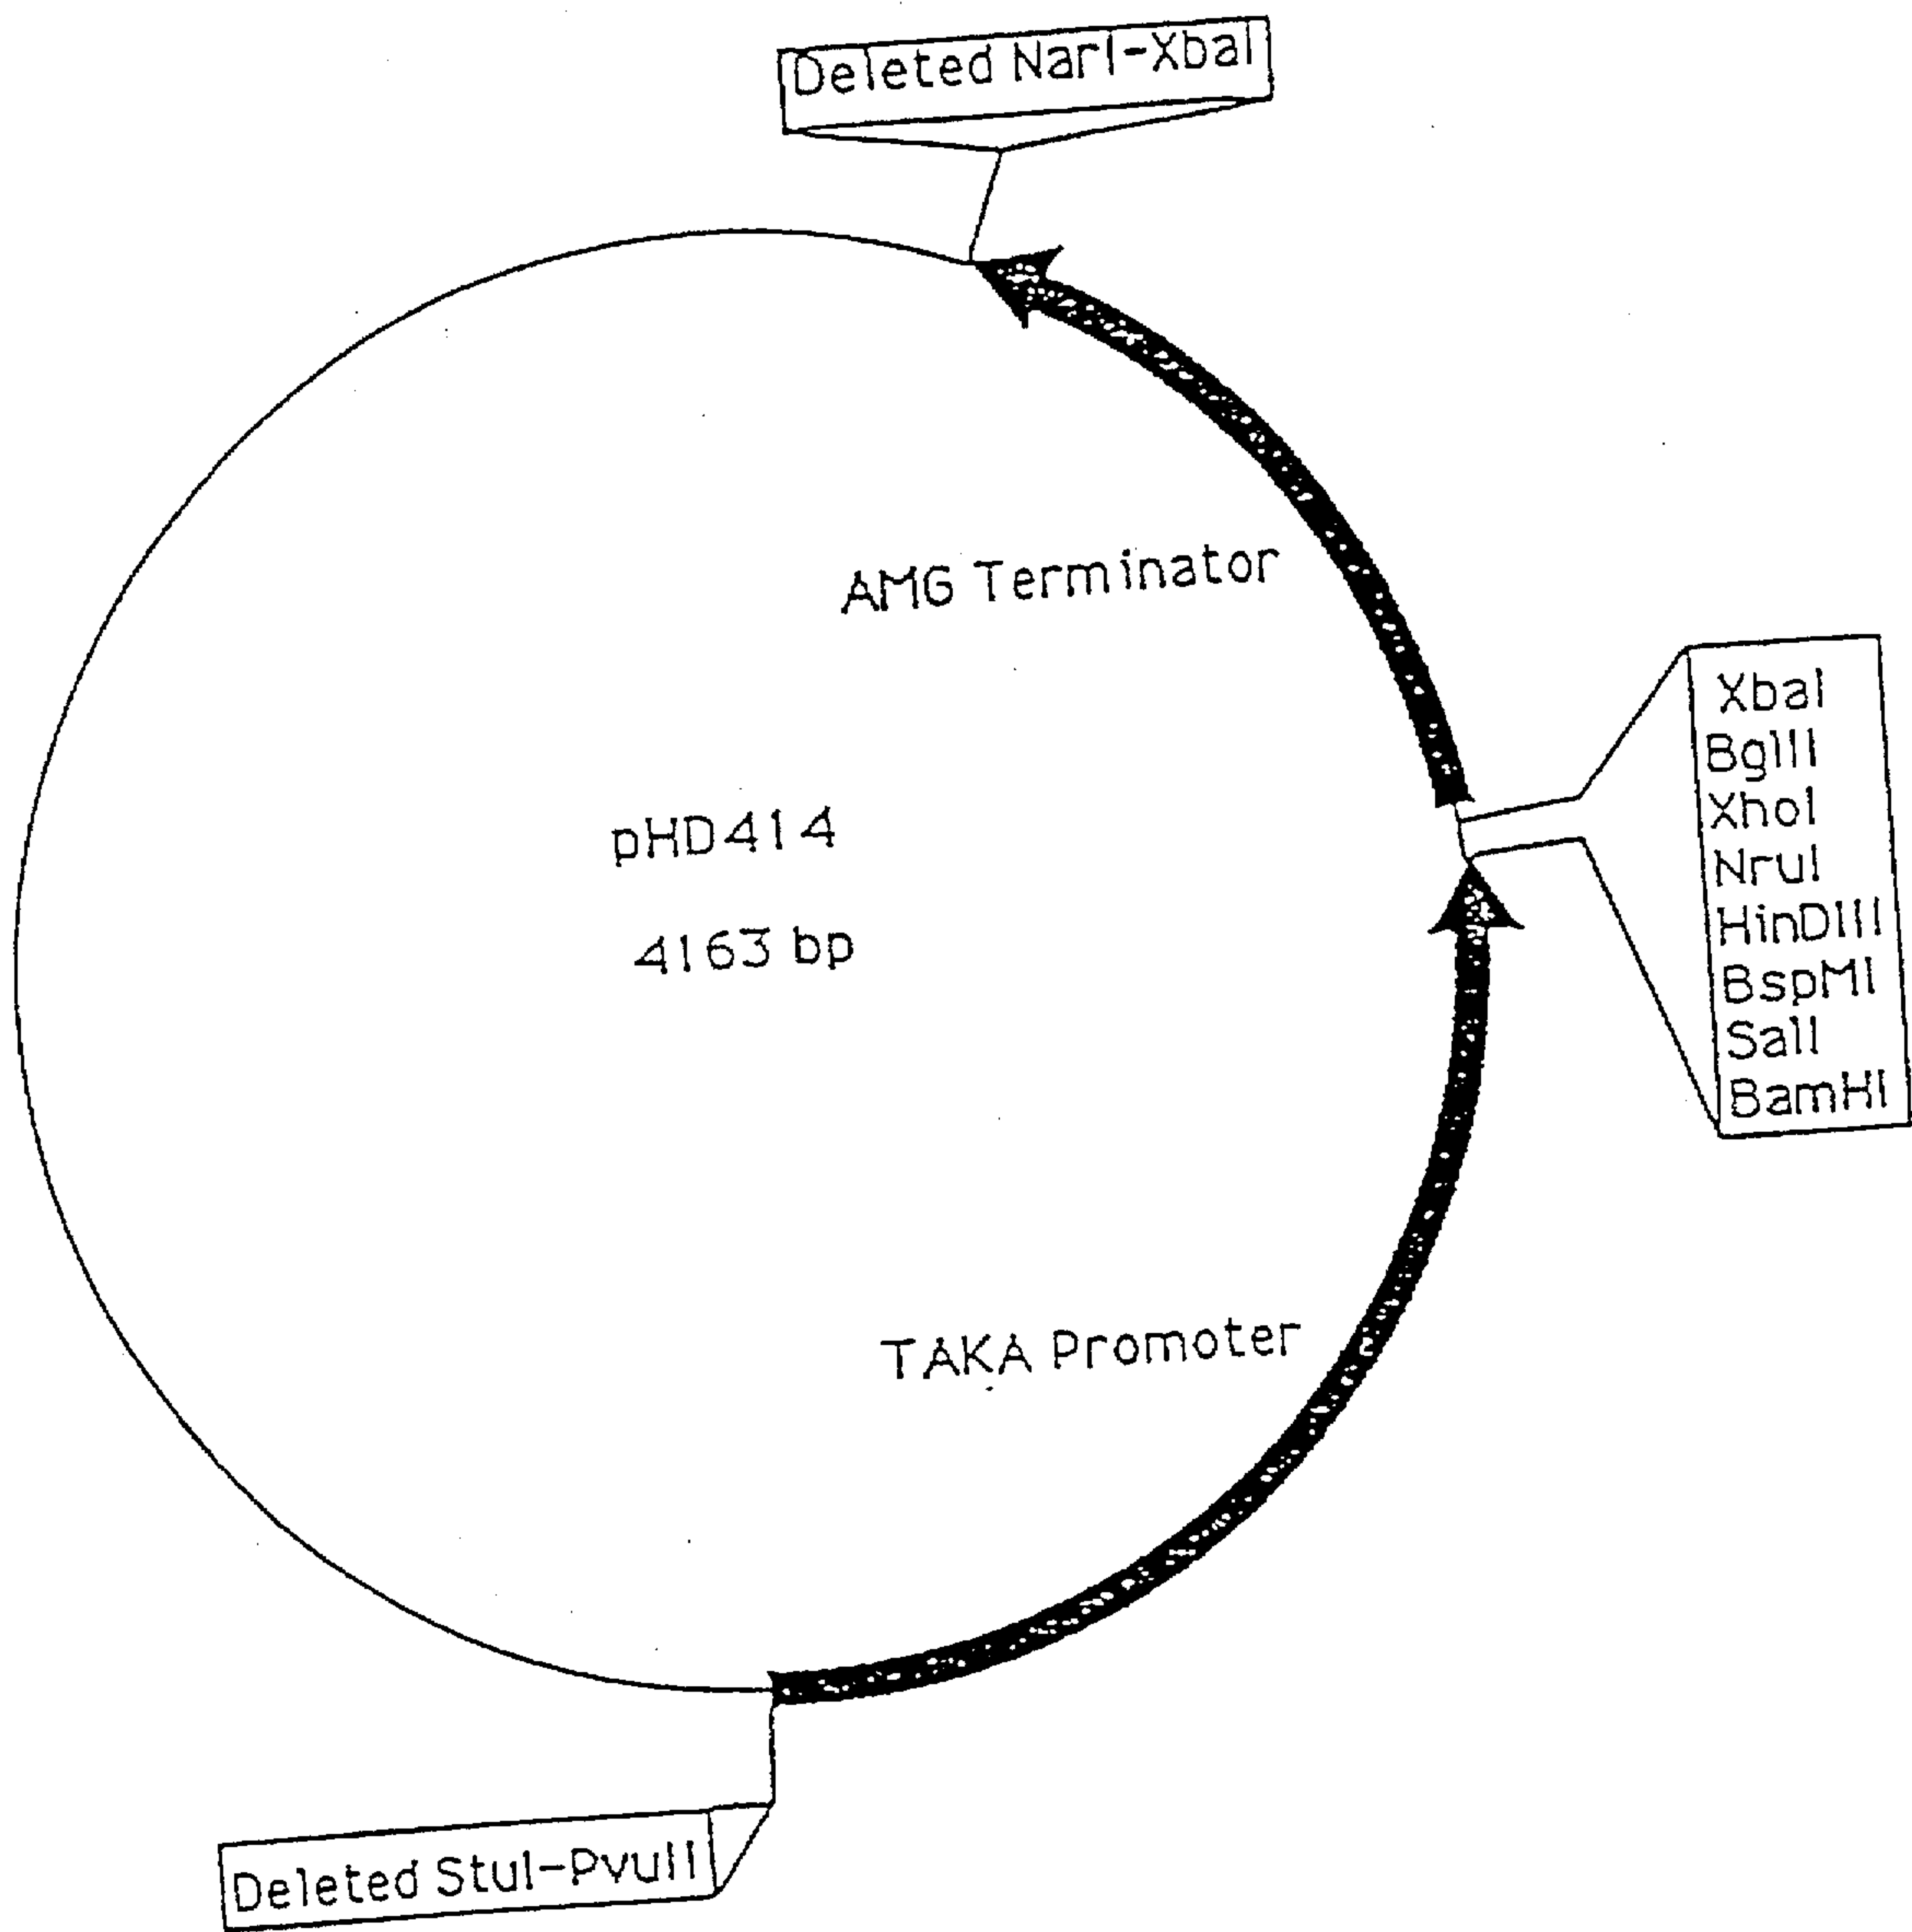 Deleted NarI-XbaI
AMG Terminator
XbaI
BglII
XhoI
NruI
HinDIII
BspMI
SalI
BamHI
pHD414
4163 bp
TAKA Promoter
Deleted StuI-PvuII